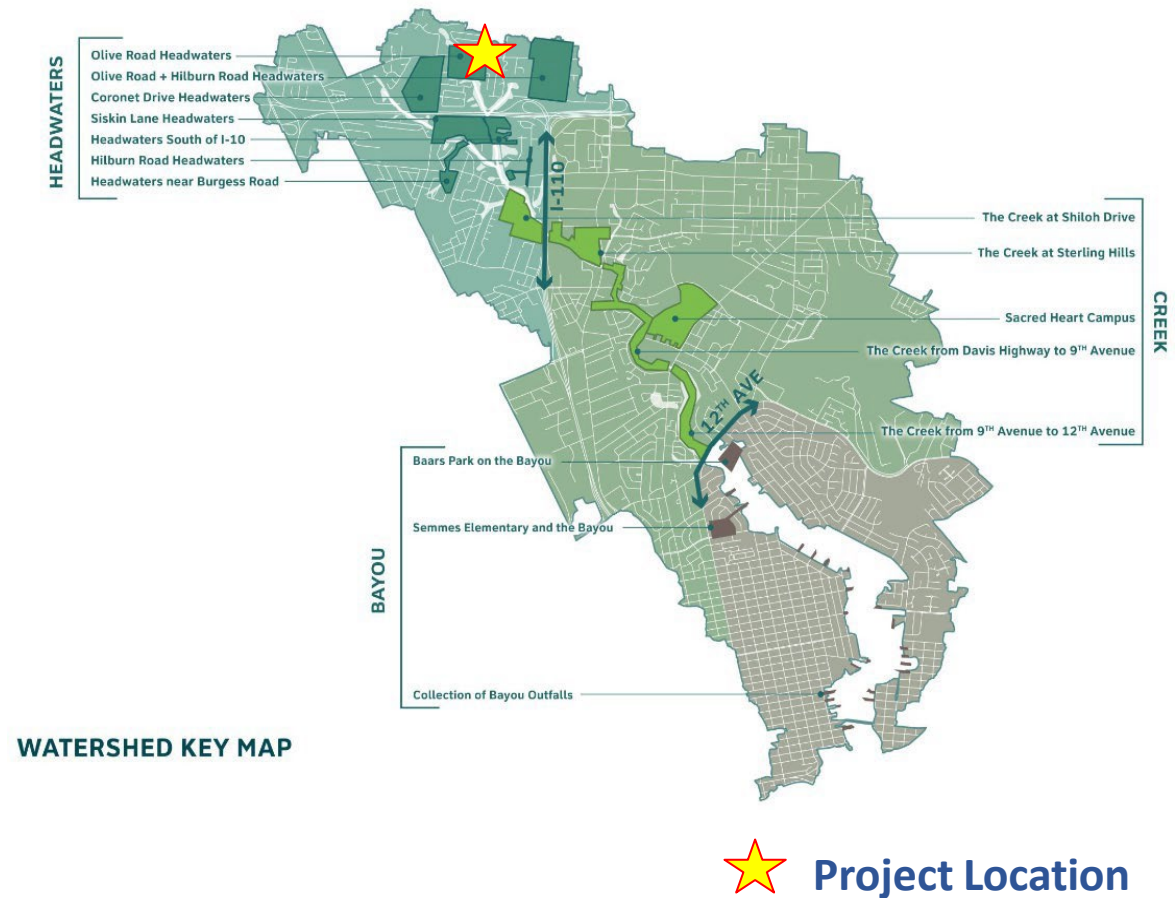 HEADWATERS
Olive Road Headwaters
Olive Road + Hilburn Road Headwaters
Coronet Drive Headwaters
Siskin Lane Headwaters
Headwaters South of I-10
Hilburn Road Headwaters
Headwaters near Burgess Road
I-110
The Creek at Shiloh Drive
The Creek at Sterling Hills
Sacred Heart Campus
The Creek from Davis Highway to 9TH Avenue
The Creek from 9TH Avenue to 12TH Avenue
CREEK
12TH AVE
BAYOU
Baars Park on the Bayou
Semmes Elementary and the Bayou
Collection of Bayou Outfalls
WATERSHED KEY MAP
Project Location